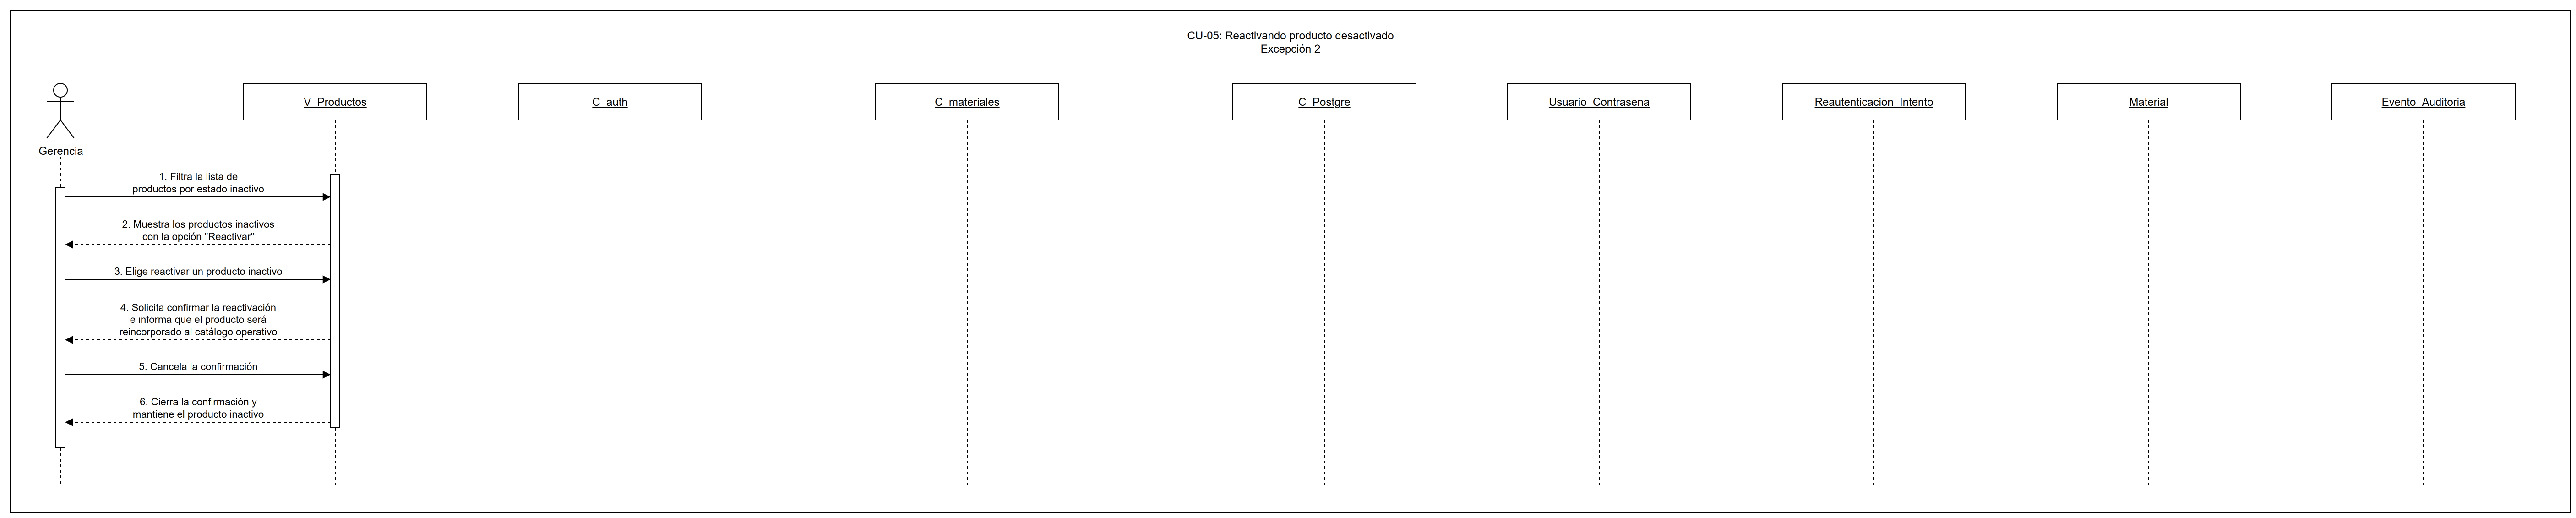 CU-05: Reactivando producto desactivado
Excepción 2
Gerencia
V_Productos
C_auth
C_materiales
C_Postgre
Usuario_Contrasena
Reautenticacion_Intento
Material
Evento_Auditoria
1. Filtra la lista de
productos por estado inactivo
2. Muestra los productos inactivos
con la opción "Reactivar"
3. Elige reactivar un producto inactivo
4. Solicita confirmar la reactivación
e informa que el producto será
reincorporado al catálogo operativo
5. Cancela la confirmación
6. Cierra la confirmación y
mantiene el producto inactivo